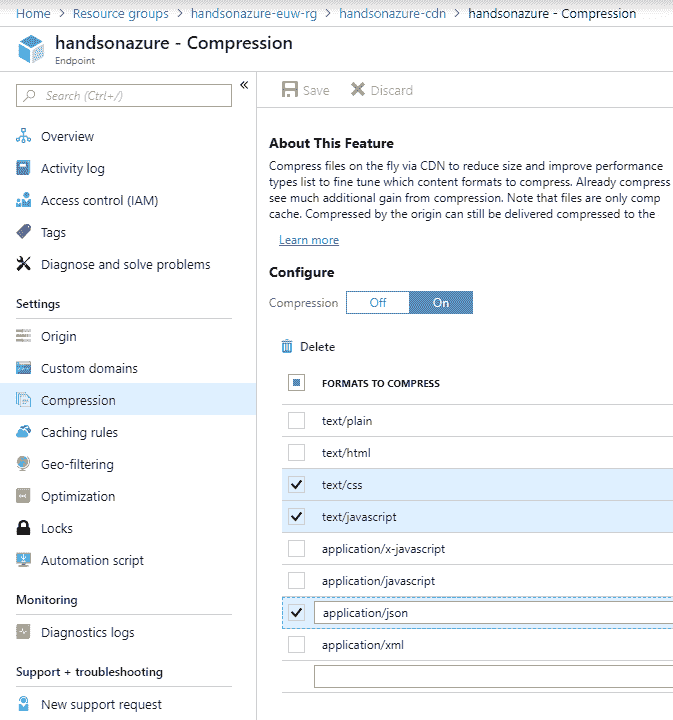 Home > Resource groups > handsonazure-euw-rg > handsonazure-cdn > handsonazure - Compression
handsonazure - Compression
Endpoint
Search (Ctrl+/)
Overview
Activity log
Access control (IAM)
Tags
Diagnose and solve problems
Settings
Origin
Custom domains
Compression
Caching rules
Geo-filtering
Optimization
Locks
Automation script
Monitoring
Diagnostics logs
Support + troubleshooting
New support request
Save Discard
About This Feature
Compress files on the fly via CDN to reduce size and improve performance
types list to fine tune which content formats to compress. Already compress
see much additional gain from compression. Note that files are only comp
cache. Compressed by the origin can still be delivered compressed to the
Learn more
Configure
Compression Off On
Delete
FORMATS TO COMPRESS
text/plain
text/html
text/css
text/javascript
application/x-javascript
application/javascript
application/json
application/xml